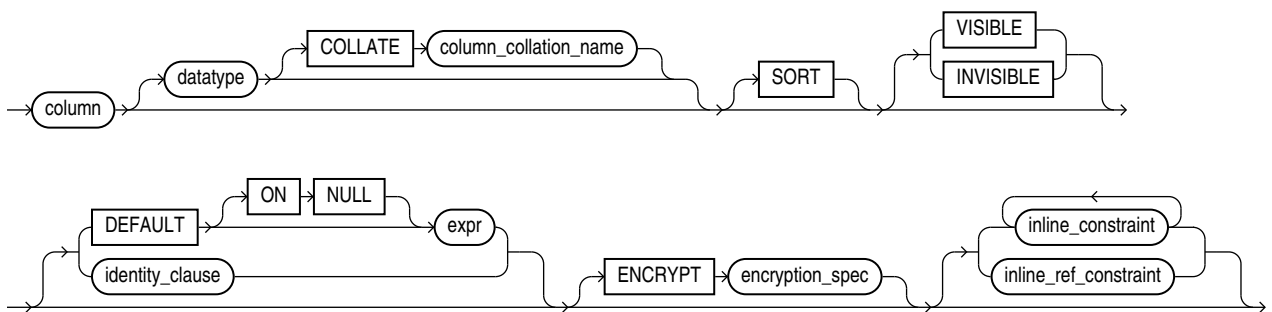 COLLATE column_collation_name
VISIBLE
datatype SORT INVISIBLE
column
ON NULL
DEFAULT expr inline_constraint
identity_clause ENCRYPT encryption_spec inline_ref_constraint